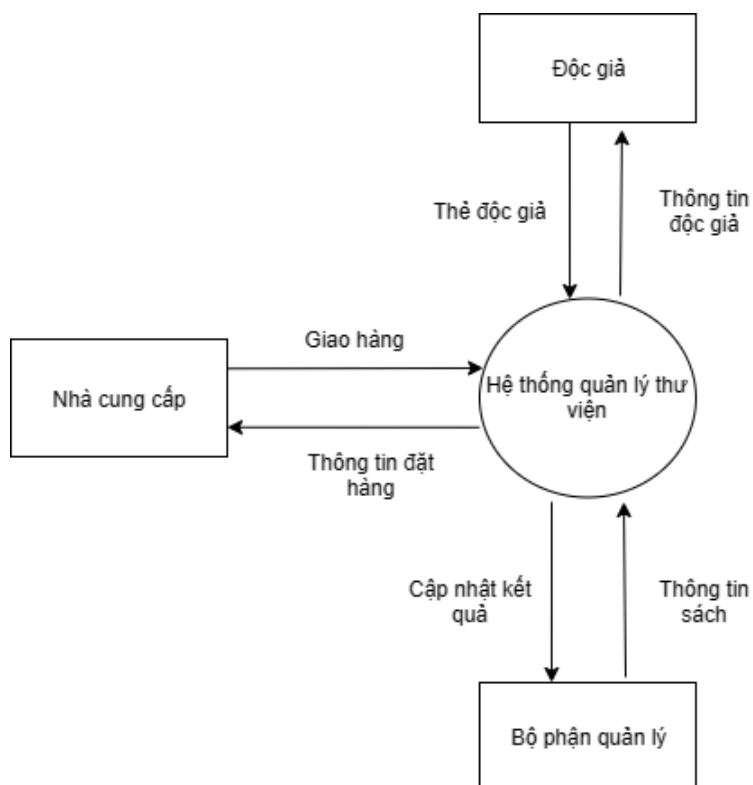 Độc giả
Thẻ độc giả
Thông tin
độc giả
Giao hàng
Nhà cung cấp
Hệ thống quản lý thư
viện
Thông tin đặt
hàng
Cập nhật kết
quả
Thông tin
sách
Bộ phận quản lý